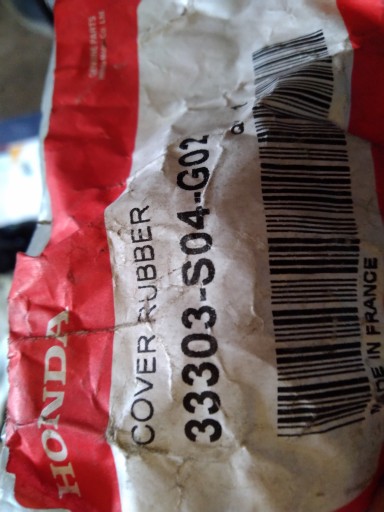 HONDA
COVER RUBBER
33303-S04-G02
MADE IN FRANCE